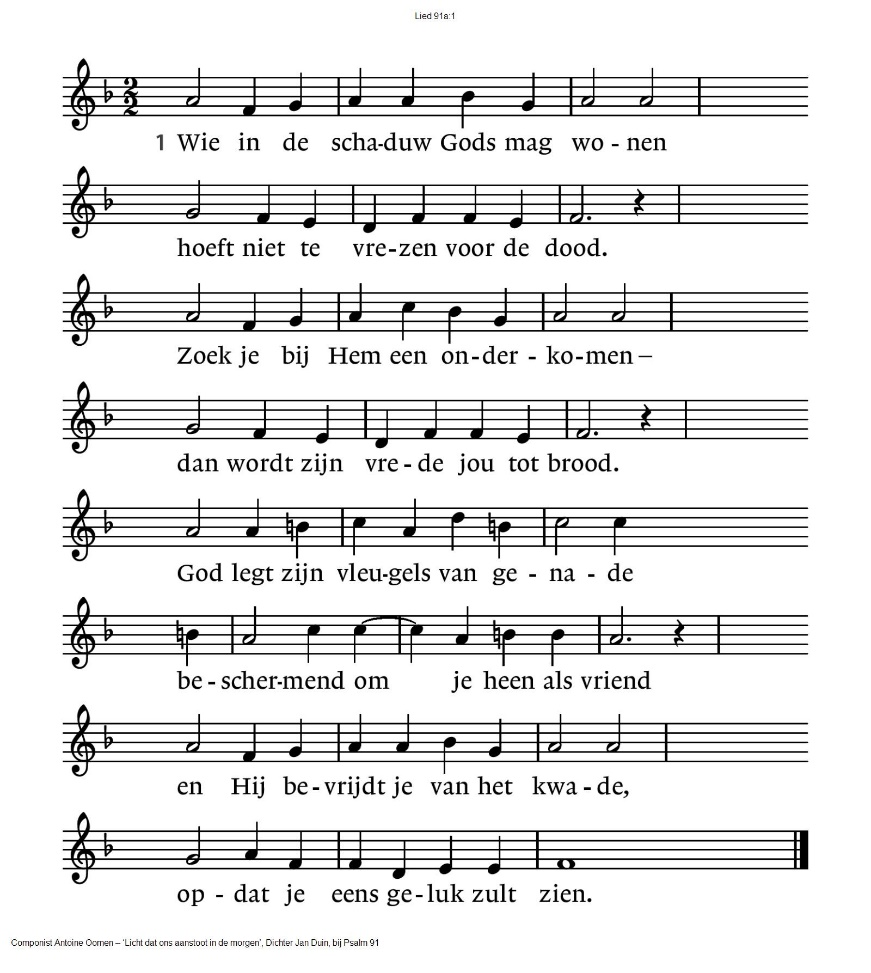 Lied 91a:1
1 Wie in de scha-duw Gods mag wo - nen
hoeft niet te vre-zen voor de dood.
Zoek je bij Hem een on-der - ko-men –
dan wordt zijn vre - de jou tot brood.
God legt zijn vleu-gels van ge - na - de
be - scher-mend om je heen als vriend
en Hij be - vrijdt je van het kwa - de,
op - dat je eens ge - luk zult zien.
Componist Antoine Oomen – 'Licht dat ons aanstoot in de morgen', Dichter Jan Duin, bij Psalm 91